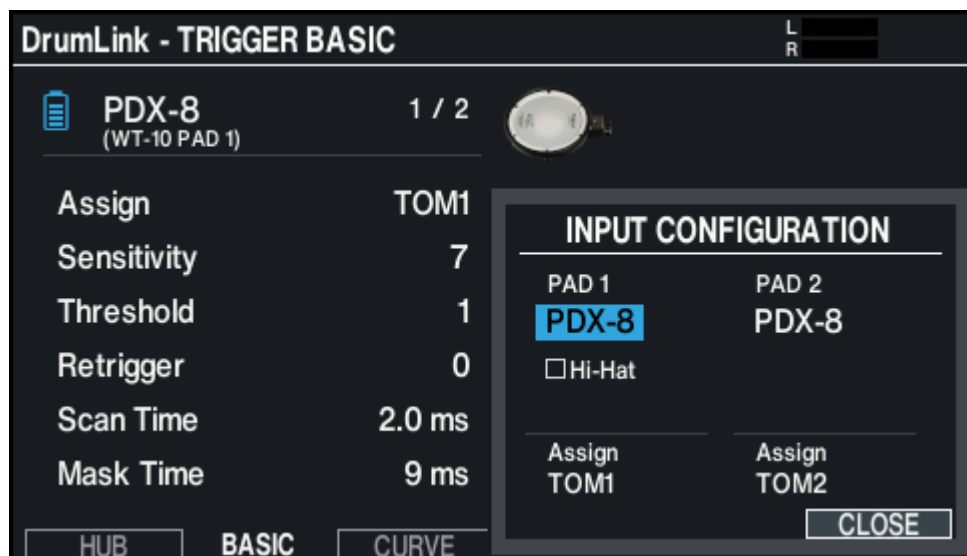 DrumLink - TRIGGER BASIC
L
R
PDX-8 1 / 2
(WT-10 PAD 1)
Assign TOM1
Sensitivity 7
Threshold 1
Retrigger 0
Scan Time 2.0 ms
Mask Time 9 ms
HUB BASIC CURVE
INPUT CONFIGURATION
PAD 1 PAD 2
PDX-8 PDX-8
Hi-Hat
Assign Assign
TOM1 TOM2
CLOSE